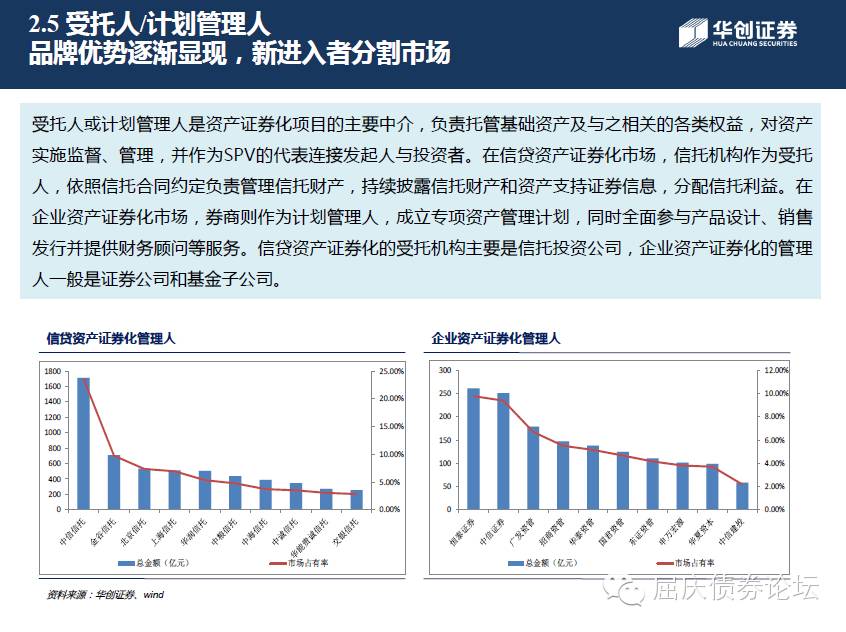 2.5 受托人/计划管理人
品牌优势逐渐显现，新进入者分割市场
华创证券
HUA CHUANG SECURITIES
受托人或计划管理人是资产证券化项目的主要中介，负责托管基础资产及与之相关的各类权益，对资产
实施监督、管理，并作为SPV的代表连接发起人与投资者。在信贷资产证券化市场，信托机构作为受托
人，依照信托合同约定负责管理信托财产，持续披露信托财产和资产支持证券信息，分配信托利益。在
企业资产证券化市场，券商则作为计划管理人，成立专项资产管理计划，同时全面参与产品设计、销售
发行并提供财务顾问等服务。信贷资产证券化的受托机构主要是信托投资公司，企业资产证券化的管理
人一般是证券公司和基金子公司。
信贷资产证券化管理人
1800
1600
1400
1200
1000
800
600
400
200
0
25.00%
20.00%
15.00%
10.00%
5.00%
0.00%
中信信托
金谷信托
北京信托
上海信托
华润信托
中粮信托
中海信托
中诚信托
华能贵诚信托
交银信托
总金额（亿元）
市场占有率
企业资产证券化管理人
300
250
200
150
100
50
0
12.00%
10.00%
8.00%
6.00%
4.00%
2.00%
0.00%
恒泰证券
中信证券
广发资管
招商资管
华泰资管
国君资管
东证资管
申万宏源
华夏资本
中信建投
总金额（亿元）
市场占有率
资料来源：华创证券、wind
屈庆债券论坛